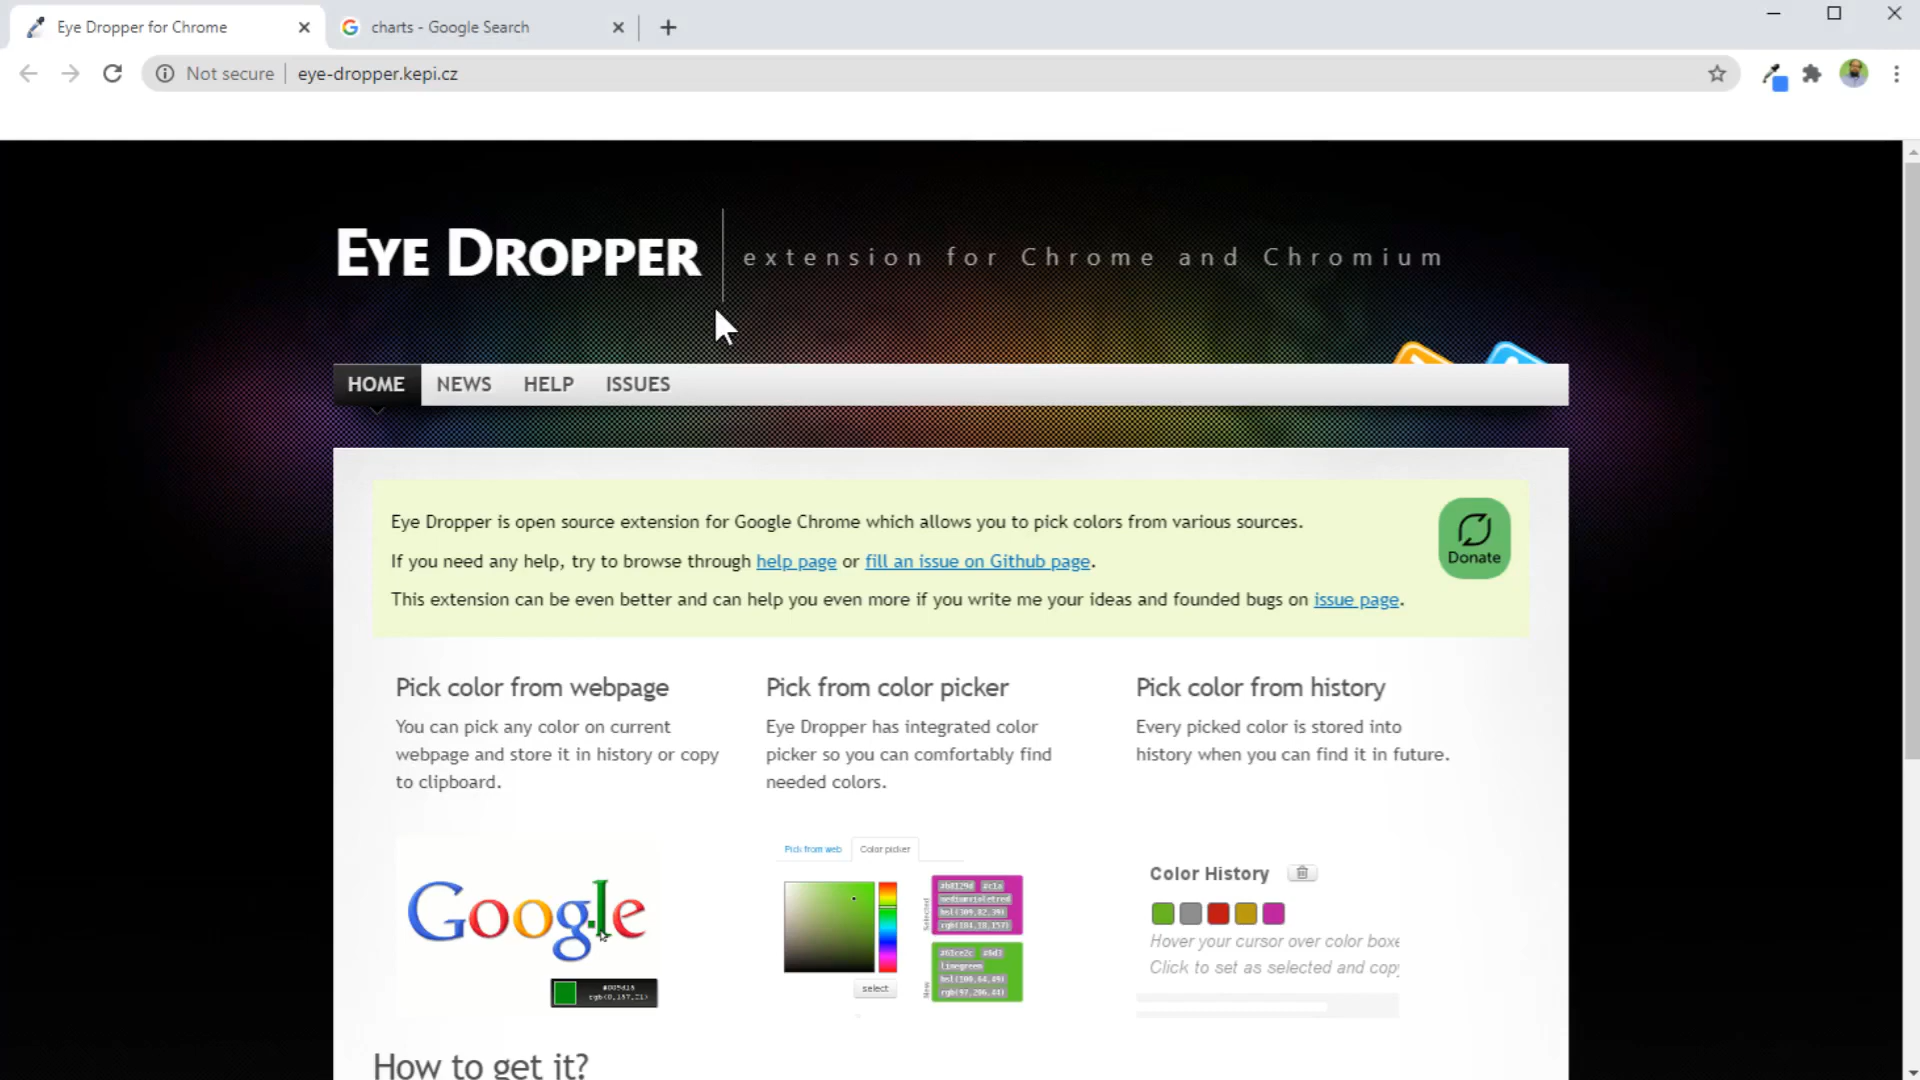 Eye Dropper for Chrome
charts - Google Search
Not secure
eye-dropper.kepi.cz
EYE DROPPER
extension for Chrome and Chromium
HOME
NEWS
HELP
ISSUES
Eye Dropper is open source extension for Google Chrome which allows you to pick colors from various sources.
If you need any help, try to browse through help page or fill an issue on Github page.
This extension can be even better and can help you even more if you write me your ideas and founded bugs on issue page.
Donate
Pick color from webpage
You can pick any color on current
webpage and store it in history or copy
to clipboard.
Pick from color picker
Eye Dropper has integrated color
picker so you can comfortably find
needed colors.
Pick color from history
Every picked color is stored into
history when you can find it in future.
Google
Pick from web
Color picker
Selected
mediumvioletred
New
limegreen
select
Color History
Hover your cursor over color boxe
Click to set as selected and copy
How to get it?